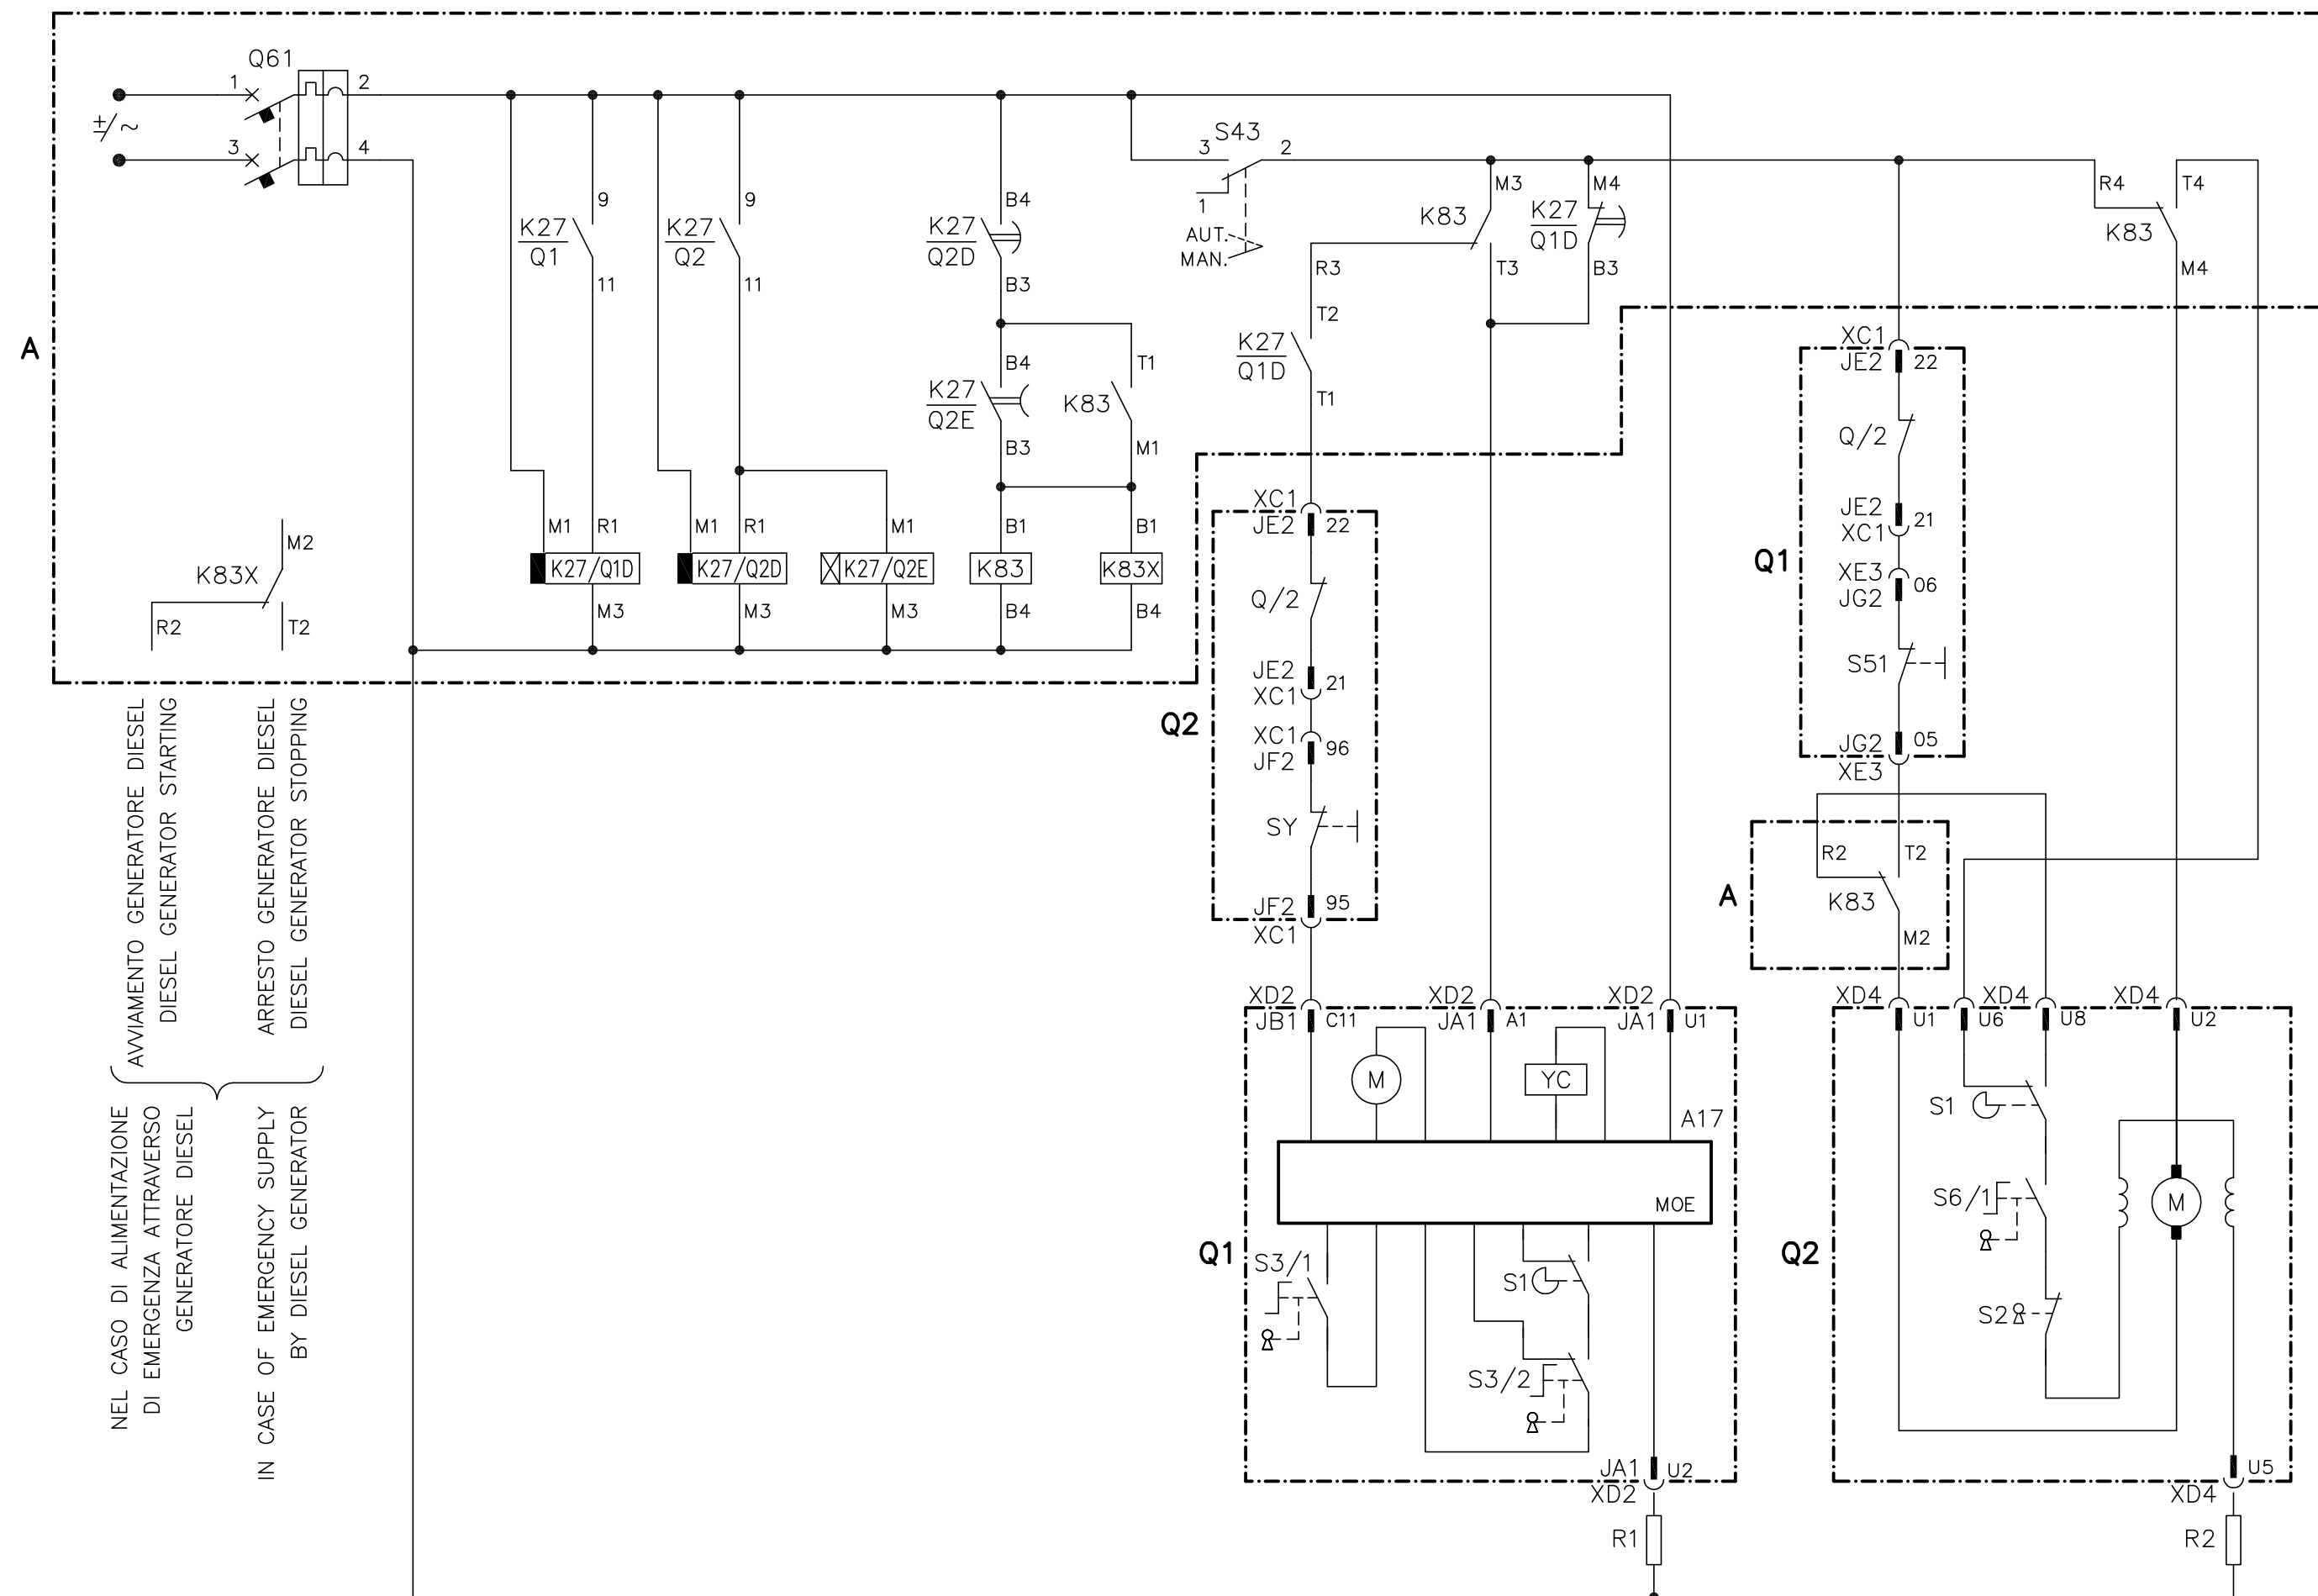 Q61
1
2
±/~
3
4
A
9
K27
Q1
11
9
K27
Q2
11
B4
K27
Q2D
B3
B4
K27
Q2E
B3
T1
K83
M1
S43
3
2
1
AUT.
MAN.
M3
K83
T3
M4
K27
Q1D
B3
R3
T2
K27
Q1D
T1
R4
T4
K83
M4
M2
K83X
R2
T2
M1
R1
K27/Q1D
M3
M1
R1
K27/Q2D
M3
M1
K27/Q2E
M3
B1
K83
B4
B1
K83X
B4
AVVIAMENTO GENERATORE DIESEL
DIESEL GENERATOR STARTING
ARRESTO GENERATORE DIESEL
DIESEL GENERATOR STOPPING
NEL CASO DI ALIMENTAZIONE
DI EMERGENZA ATTRAVERSO
GENERATORE DIESEL
IN CASE OF EMERGENCY SUPPLY
BY DIESEL GENERATOR
Q2
XC1
JE2
22
Q/2
JE2
21
XC1
XC1
JF2
96
SY
JF2
95
XC1
Q1
XC1
JE2
22
Q/2
JE2
21
XC1
XE3
06
JG2
S51
JG2
05
XE3
A
R2
T2
K83
M2
Q1
XD2
JB1
C11
XD2
JA1
A1
XD2
JA1
U1
M
YC
A17
MOE
S3/1
S1
S3/2
JA1
U2
XD2
R1
Q2
XD4
U1
U6
XD4
U8
XD4
U2
S1
S6/1
M
S2
U5
XD4
R2